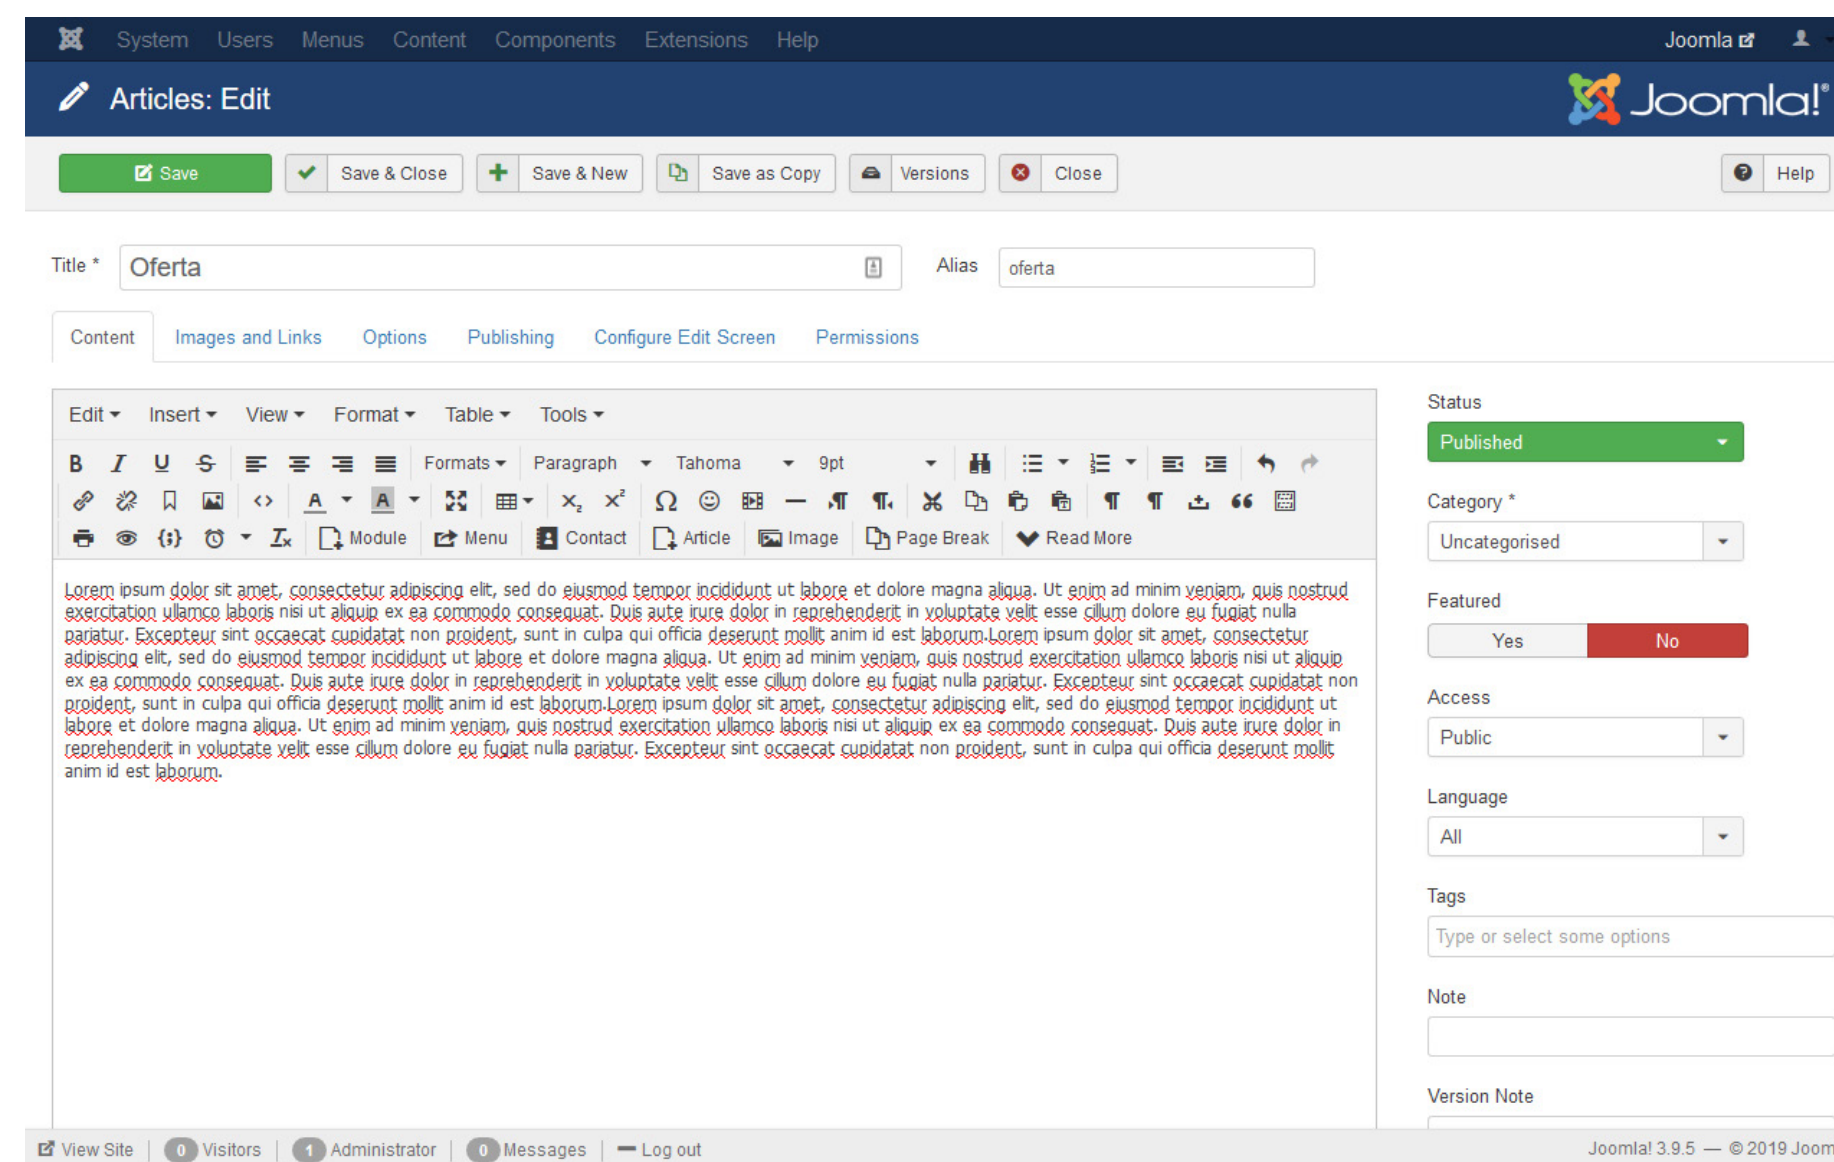 System Users Menus Content Components Extensions Help Joomla
Articles: Edit Joomla!®
Save Save & Close Save & New Save as Copy Versions Close Help
Title * Oferta Alias oferta
Content Images and Links Options Publishing Configure Edit Screen Permissions
Edit Insert View Format Table Tools
Formats Paragraph Tahoma 9pt
Module Menu Contact Article Image Page Break Read More
Lorem ipsum dolor sit amet, consectetur adipiscing elit, sed do eiusmod tempor incididunt ut labore et dolore magna aliqua. Ut enim ad minim veniam, quis nostrud
exercitation ullamco laboris nisi ut aliquip ex ea commodo consequat. Duis aute irure dolor in reprehenderit in voluptate velit esse cillum dolore eu fugiat nulla
pariatur. Excepteur sint occaecat cupidatat non proident, sunt in culpa qui officia deserunt mollit anim id est laborum.Lorem ipsum dolor sit amet, consectetur
adipiscing elit, sed do eiusmod tempor incididunt ut labore et dolore magna aliqua. Ut enim ad minim veniam, quis nostrud exercitation ullamco laboris nisi ut aliquip
ex ea commodo consequat. Duis aute irure dolor in reprehenderit in voluptate velit esse cillum dolore eu fugiat nulla pariatur. Excepteur sint occaecat cupidatat non
proident, sunt in culpa qui officia deserunt mollit anim id est laborum.Lorem ipsum dolor sit amet, consectetur adipiscing elit, sed do eiusmod tempor incididunt ut
labore et dolore magna aliqua. Ut enim ad minim veniam, quis nostrud exercitation ullamco laboris nisi ut aliquip ex ea commodo consequat. Duis aute irure dolor in
reprehenderit in voluptate velit esse cillum dolore eu fugiat nulla pariatur. Excepteur sint occaecat cupidatat non proident, sunt in culpa qui officia deserunt mollit
anim id est laborum.
Status
Published
Category *
Uncategorised
Featured
Yes No
Access
Public
Language
All
Tags
Type or select some options
Note
Version Note
View Site 0 Visitors 1 Administrator 0 Messages Log out Joomla! 3.9.5 — © 2019 Joom